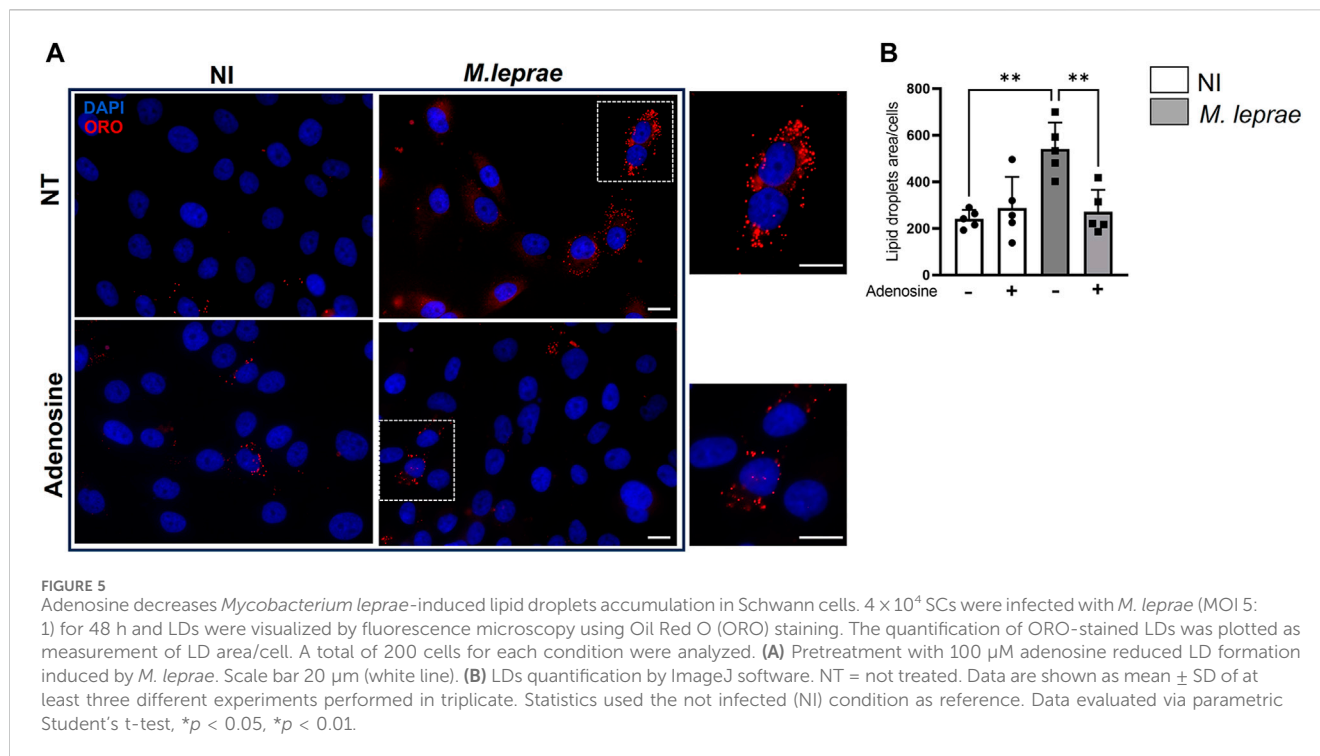 A
NI
M.leprae
DAPI
ORO
NT
Adenosine
B
** **
NI
M. leprae
Lipid droplets area/cells
800
600
400
200
0
Adenosine - + - +
FIGURE 5
Adenosine decreases Mycobacterium leprae-induced lipid droplets accumulation in Schwann cells. 4 × 10⁴ SCs were infected with M. leprae (MOI 5:
1) for 48 h and LDs were visualized by fluorescence microscopy using Oil Red O (ORO) staining. The quantification of ORO-stained LDs was plotted as
measurement of LD area/cell. A total of 200 cells for each condition were analyzed. (A) Pretreatment with 100 µM adenosine reduced LD formation
induced by M. leprae. Scale bar 20 µm (white line). (B) LDs quantification by ImageJ software. NT = not treated. Data are shown as mean ± SD of at
least three different experiments performed in triplicate. Statistics used the not infected (NI) condition as reference. Data evaluated via parametric
Student's t-test, *p < 0.05, *p < 0.01.